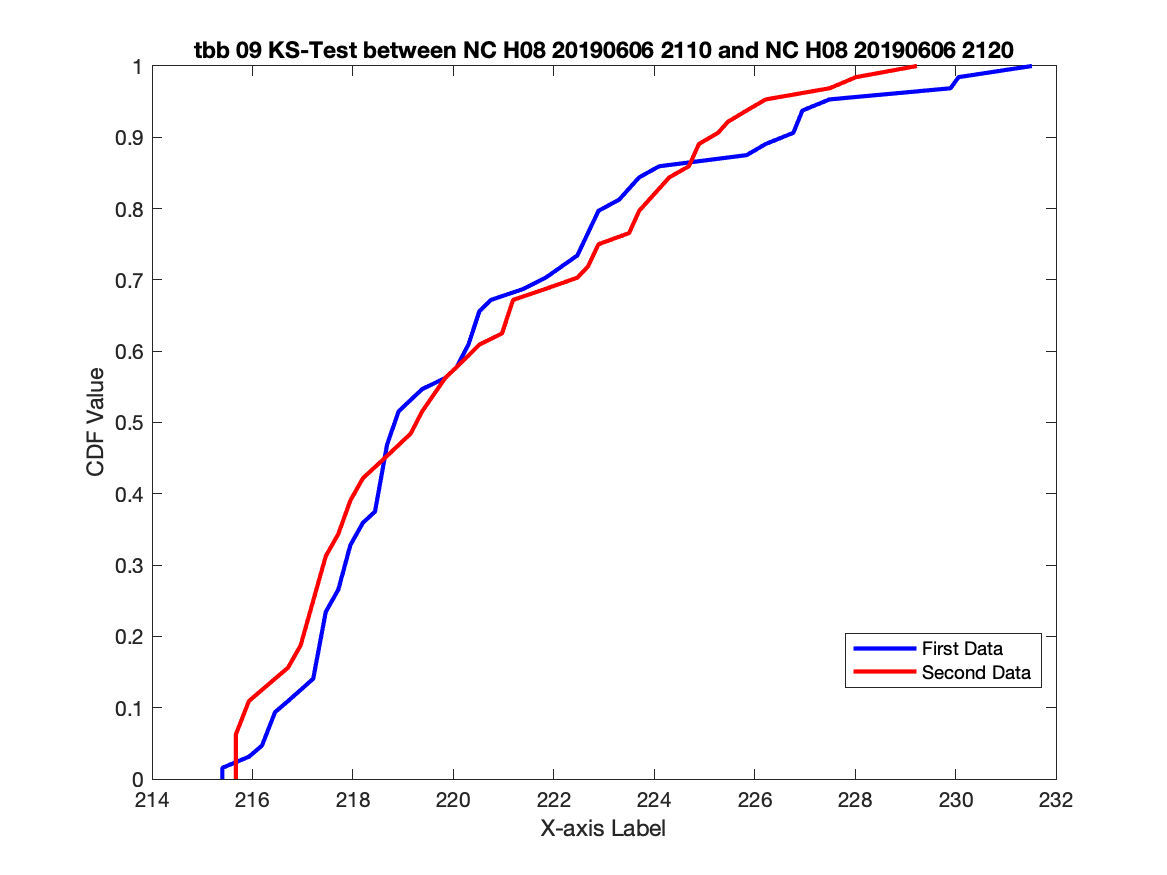 tbb 09 KS-Test between NC H08 20190606 2110 and NC H08 20190606 2120
1
0.9
0.8
0.7
0.6
0.5
0.4
0.3
0.2
0.1
0
CDF Value
First Data
Second Data
214 216 218 220 222 224 226 228 230 232
X-axis Label